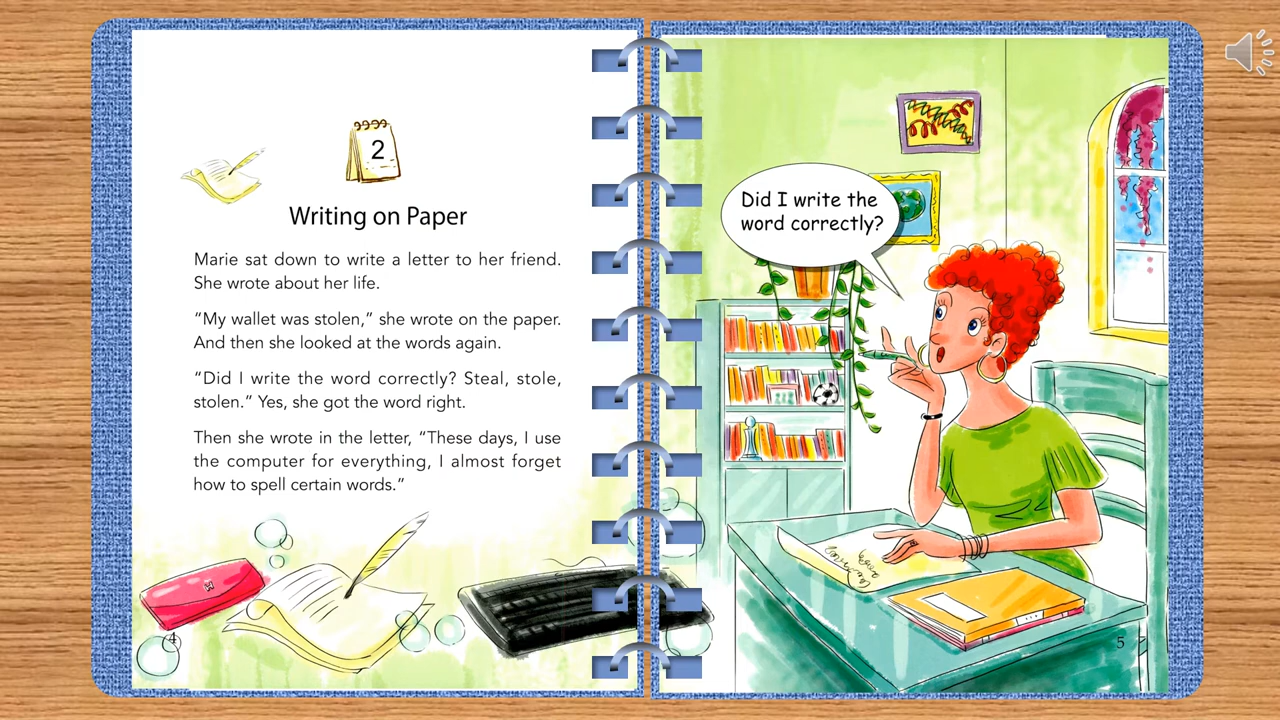 2
Writing on Paper
Marie sat down to write a letter to her friend.
She wrote about her life.
“My wallet was stolen,” she wrote on the paper.
And then she looked at the words again.
“Did I write the word correctly? Steal, stole,
stolen.” Yes, she got the word right.
Then she wrote in the letter, “These days, I use
the computer for everything, I almost forget
how to spell certain words.”
4
Did I write the
word correctly?
5